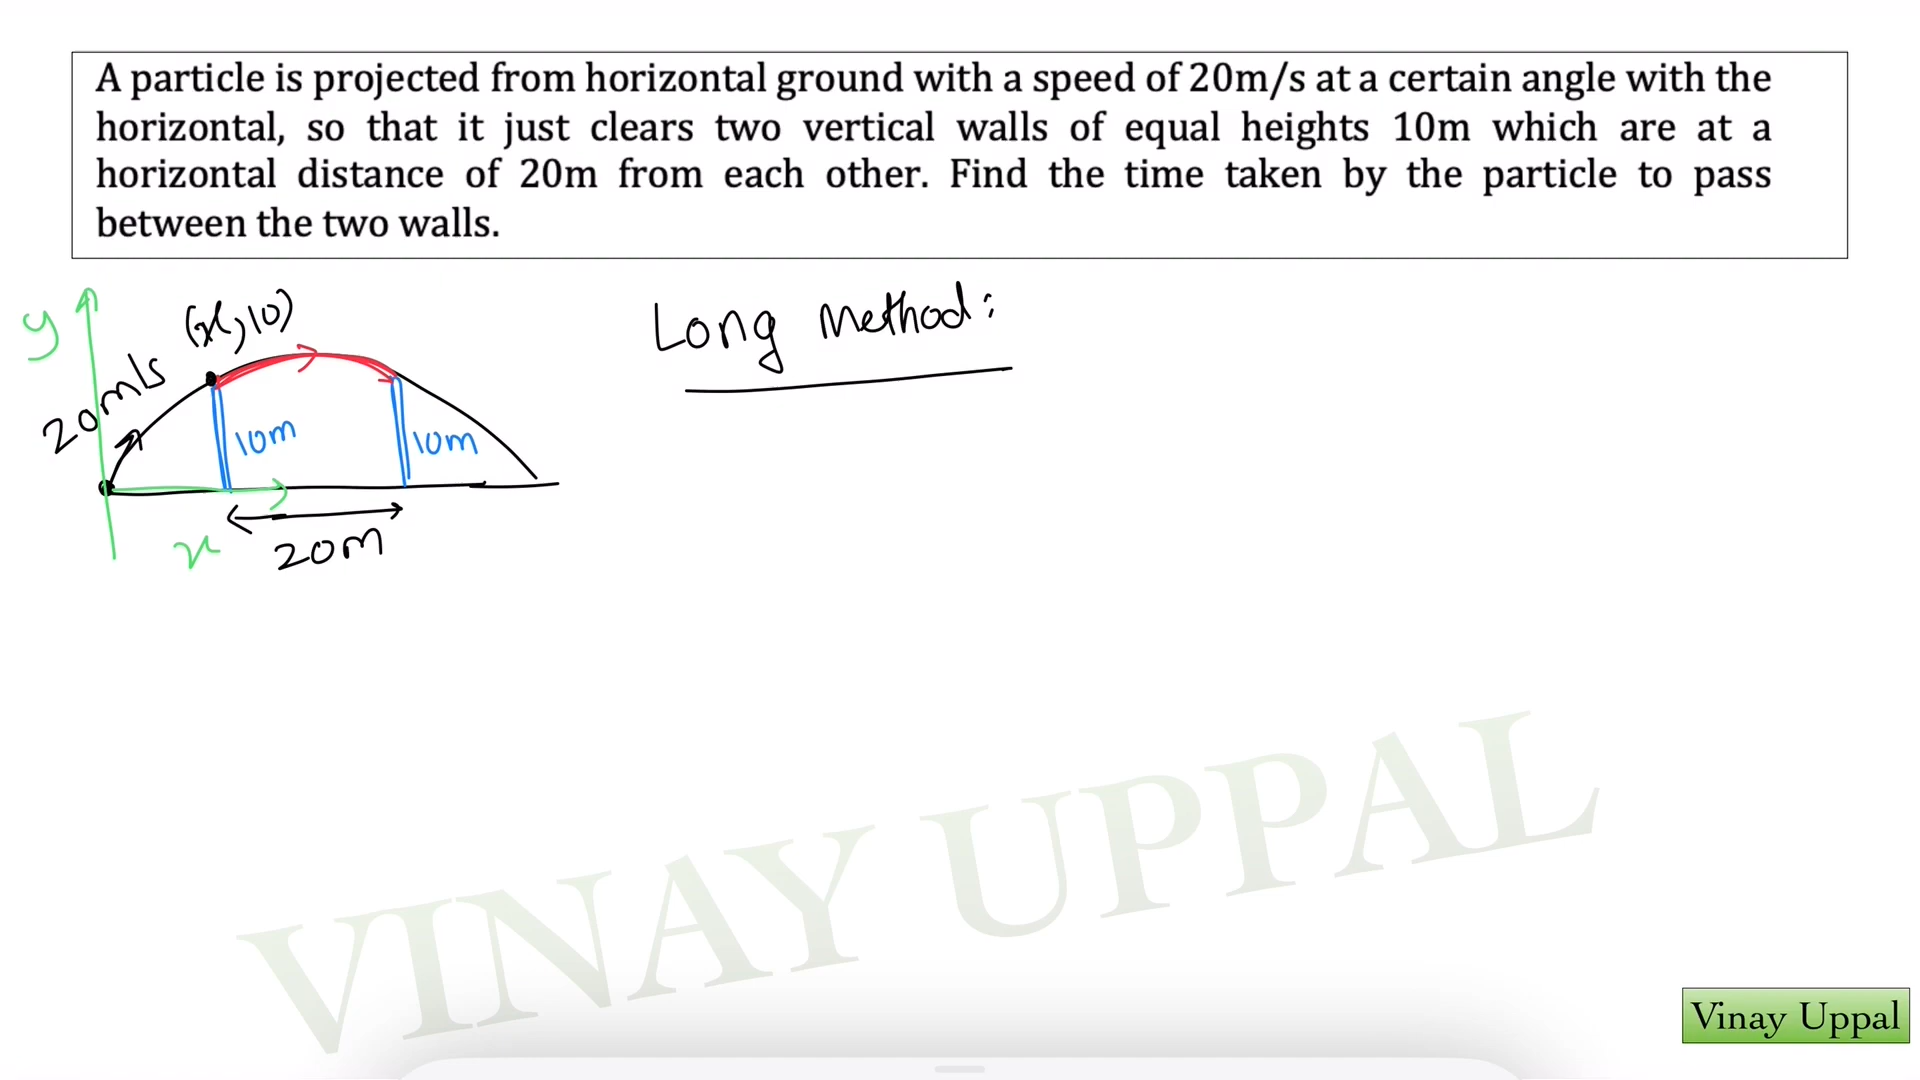 A particle is projected from horizontal ground with a speed of 20m/s at a certain angle with the
horizontal, so that it just clears two vertical walls of equal heights 10m which are at a
horizontal distance of 20m from each other. Find the time taken by the particle to pass
between the two walls.
y
(x,10)
20m/s
Long Method:
10m
10m
x
20m
VINAY UPPAL
Vinay Uppal